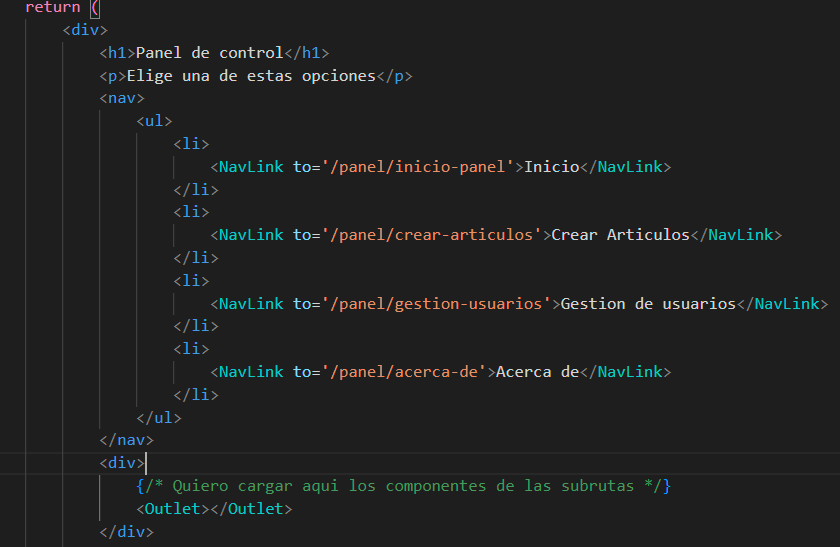 return (
<div>
<h1>Panel de control</h1>
<p>Elige una de estas opciones</p>
<nav>
<ul>
<li>
<NavLink to='/panel/inicio-panel'>Inicio</NavLink>
</li>
<li>
<NavLink to='/panel/crear-articulos'>Crear Articulos</NavLink>
</li>
<li>
<NavLink to='/panel/gestion-usuarios'>Gestion de usuarios</NavLink>
</li>
<li>
<NavLink to='/panel/acerca-de'>Acerca de</NavLink>
</li>
</ul>
</nav>
<div>
{/* Quiero cargar aqui los componentes de las subrutas */}
<Outlet></Outlet>
</div>